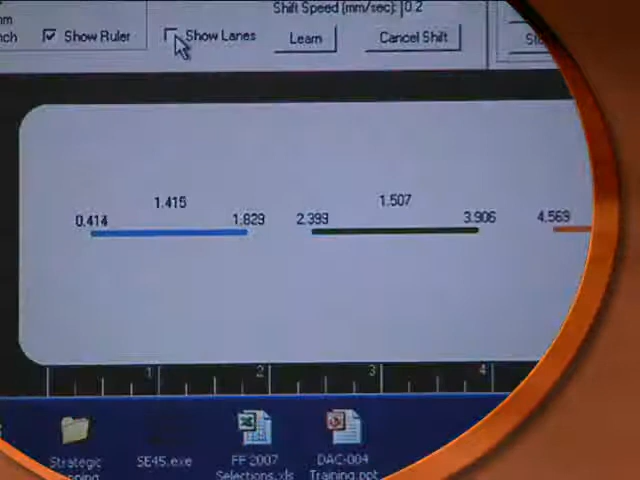 mm
Shift Speed (mm/sec): 0.2
nch
Show Ruler
Show Lanes
Learn
Cancel Shift
1.415
1.507
0.414
1.829
2.399
3.906
4.569
1
2
3
4
Strategic
SE45.exe
FF 2007
DAC-004
Selections.xls
Training.ppt